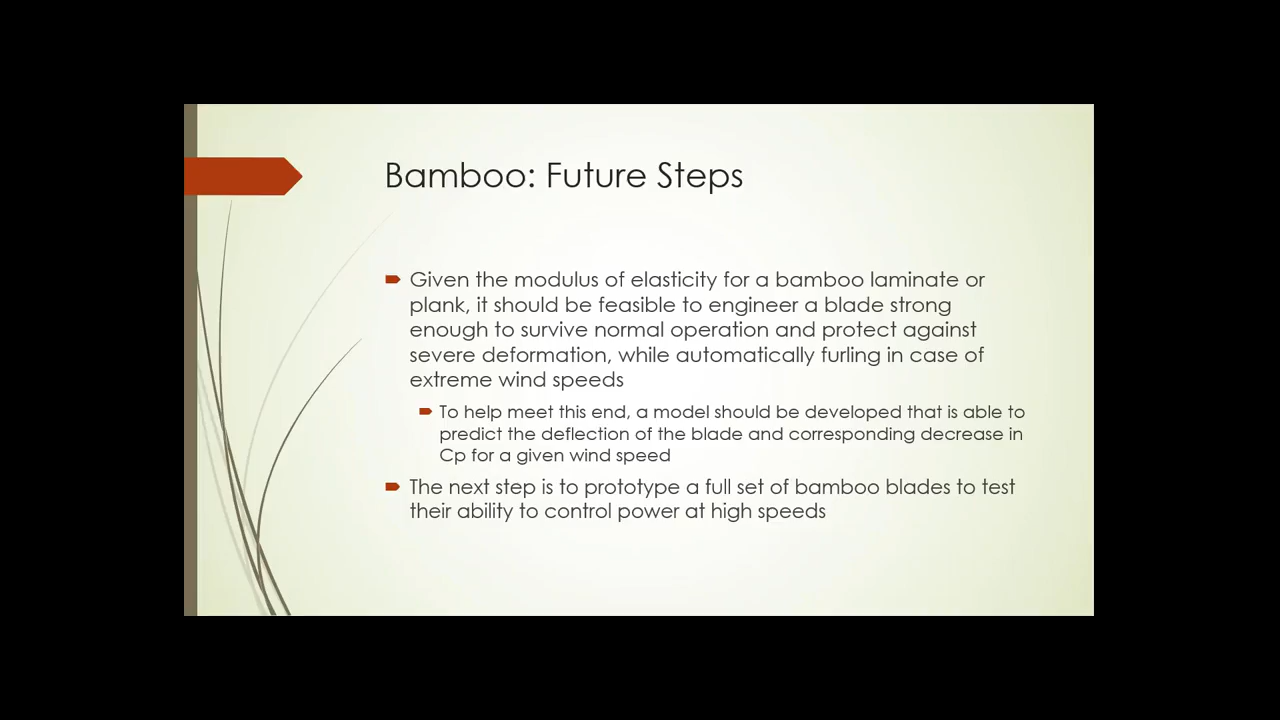 Bamboo: Future Steps
Given the modulus of elasticity for a bamboo laminate or
plank, it should be feasible to engineer a blade strong
enough to survive normal operation and protect against
severe deformation, while automatically furling in case of
extreme wind speeds
To help meet this end, a model should be developed that is able to
predict the deflection of the blade and corresponding decrease in
Cp for a given wind speed
The next step is to prototype a full set of bamboo blades to test
their ability to control power at high speeds